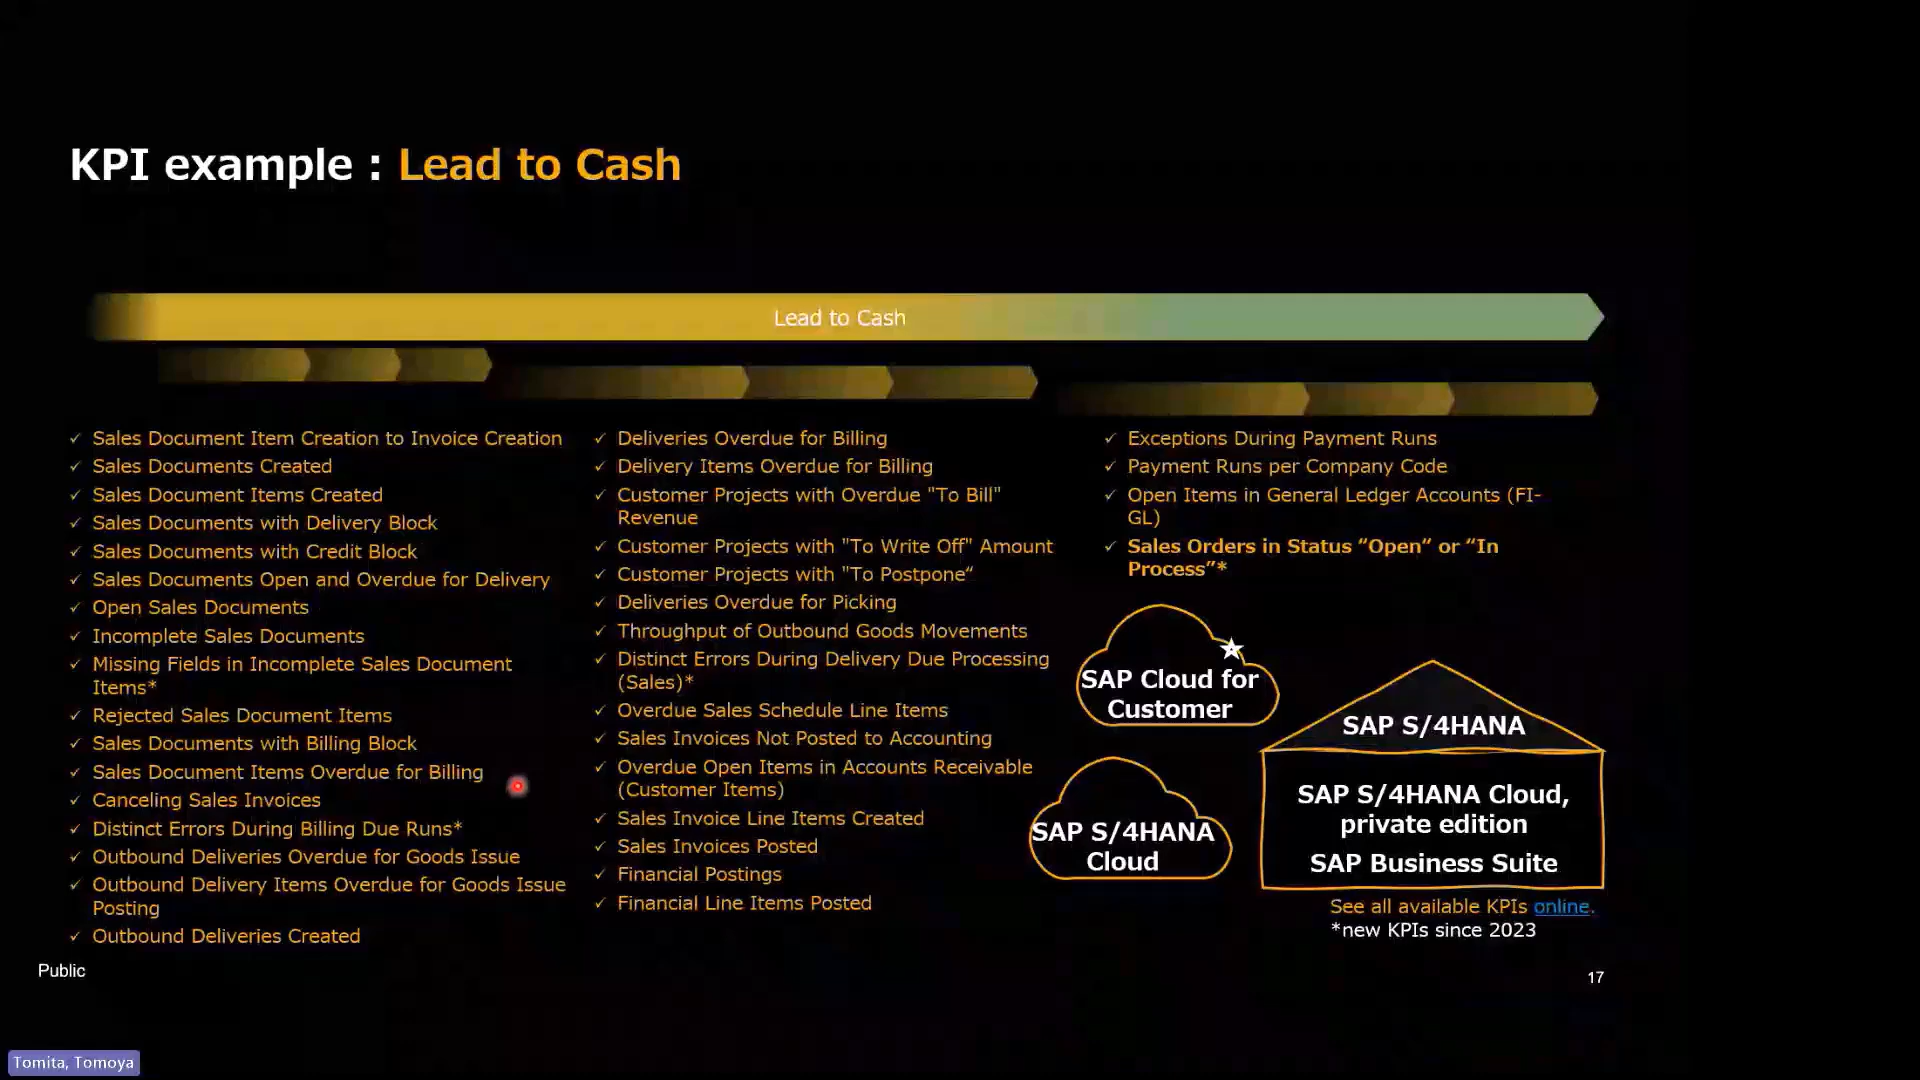 KPI example : Lead to Cash
Lead to Cash
✓ Sales Document Item Creation to Invoice Creation
✓ Sales Documents Created
✓ Sales Document Items Created
✓ Sales Documents with Delivery Block
✓ Sales Documents with Credit Block
✓ Sales Documents Open and Overdue for Delivery
✓ Open Sales Documents
✓ Incomplete Sales Documents
✓ Missing Fields in Incomplete Sales Document
Items*
✓ Rejected Sales Document Items
✓ Sales Documents with Billing Block
✓ Sales Document Items Overdue for Billing
✓ Canceling Sales Invoices
✓ Distinct Errors During Billing Due Runs*
✓ Outbound Deliveries Overdue for Goods Issue
✓ Outbound Delivery Items Overdue for Goods Issue
Posting
✓ Outbound Deliveries Created
✓ Deliveries Overdue for Billing
✓ Delivery Items Overdue for Billing
✓ Customer Projects with Overdue "To Bill"
Revenue
✓ Customer Projects with "To Write Off" Amount
✓ Customer Projects with "To Postpone“
✓ Deliveries Overdue for Picking
✓ Throughput of Outbound Goods Movements
✓ Distinct Errors During Delivery Due Processing
(Sales)*
✓ Overdue Sales Schedule Line Items
✓ Sales Invoices Not Posted to Accounting
✓ Overdue Open Items in Accounts Receivable
(Customer Items)
✓ Sales Invoice Line Items Created
✓ Sales Invoices Posted
✓ Financial Postings
✓ Financial Line Items Posted
✓ Exceptions During Payment Runs
✓ Payment Runs per Company Code
✓ Open Items in General Ledger Accounts (FI-
GL)
✓ Sales Orders in Status “Open“ or “In
Process”*
SAP Cloud for
Customer
SAP S/4HANA
Cloud
SAP S/4HANA
SAP S/4HANA Cloud,
private edition
SAP Business Suite
See all available KPIs online.
*new KPIs since 2023
Public
17
Tomita, Tomoya